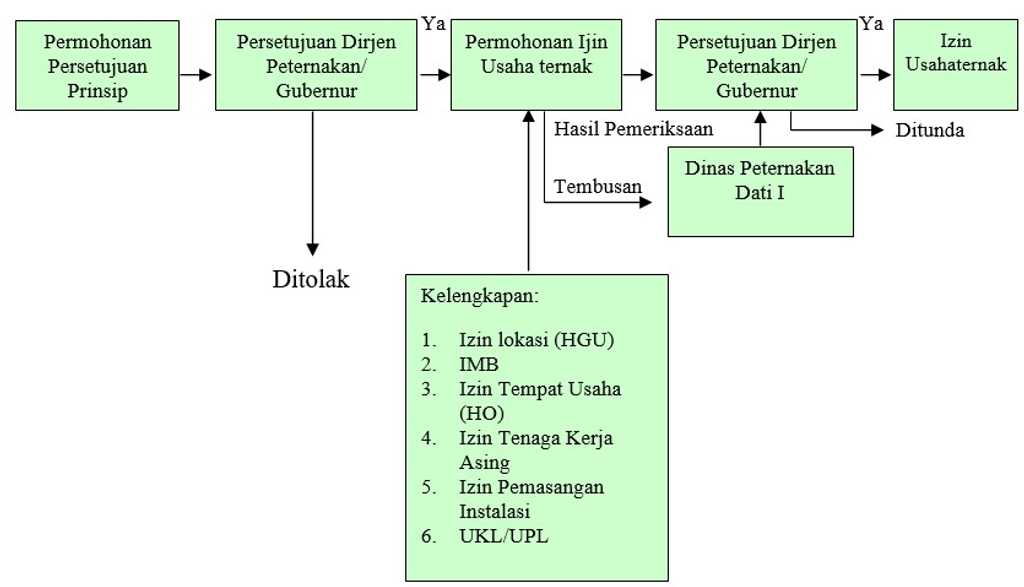 Permohonan
Persetujuan
Prinsip
Persetujuan Dirjen
Peternakan/
Gubernur
Ya
Permohonan Ijin
Usaha ternak
Persetujuan Dirjen
Peternakan/
Gubernur
Ya
Izin
Usahaternak
Hasil Pemeriksaan
Ditunda
Dinas Peternakan
Dati I
Tembusan
Ditolak
Kelengkapan:
1. Izin lokasi (HGU)
2. IMB
3. Izin Tempat Usaha
(HO)
4. Izin Tenaga Kerja
Asing
5. Izin Pemasangan
Instalasi
6. UKL/UPL